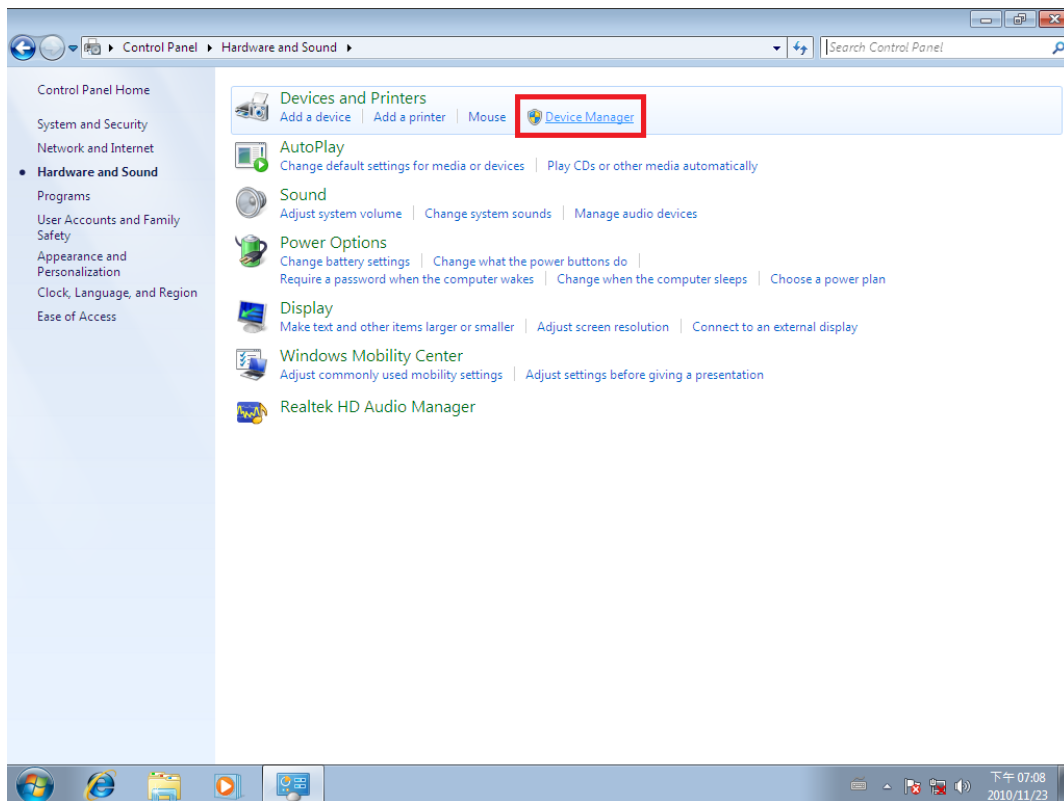 Control Panel Hardware and Sound
Search Control Panel
Control Panel Home
System and Security
Network and Internet
Hardware and Sound
Programs
User Accounts and Family
Safety
Appearance and
Personalization
Clock, Language, and Region
Ease of Access
Devices and Printers
Add a device Add a printer Mouse Device Manager
AutoPlay
Change default settings for media or devices Play CDs or other media automatically
Sound
Adjust system volume Change system sounds Manage audio devices
Power Options
Change battery settings Change what the power buttons do
Require a password when the computer wakes Change when the computer sleeps Choose a power plan
Display
Make text and other items larger or smaller Adjust screen resolution Connect to an external display
Windows Mobility Center
Adjust commonly used mobility settings Adjust settings before giving a presentation
Realtek HD Audio Manager
下午 07:08
2010/11/23